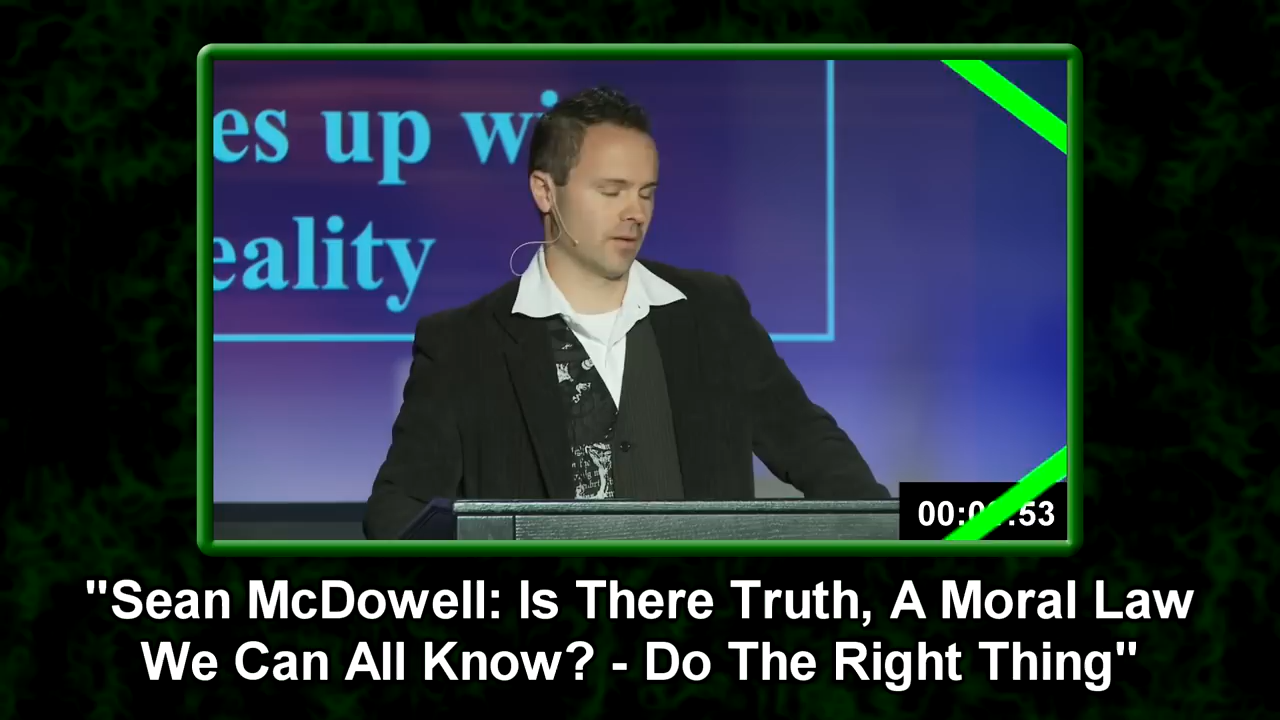 es up wi
eality
"Sean McDowell: Is There Truth, A Moral Law
We Can All Know? - Do The Right Thing"